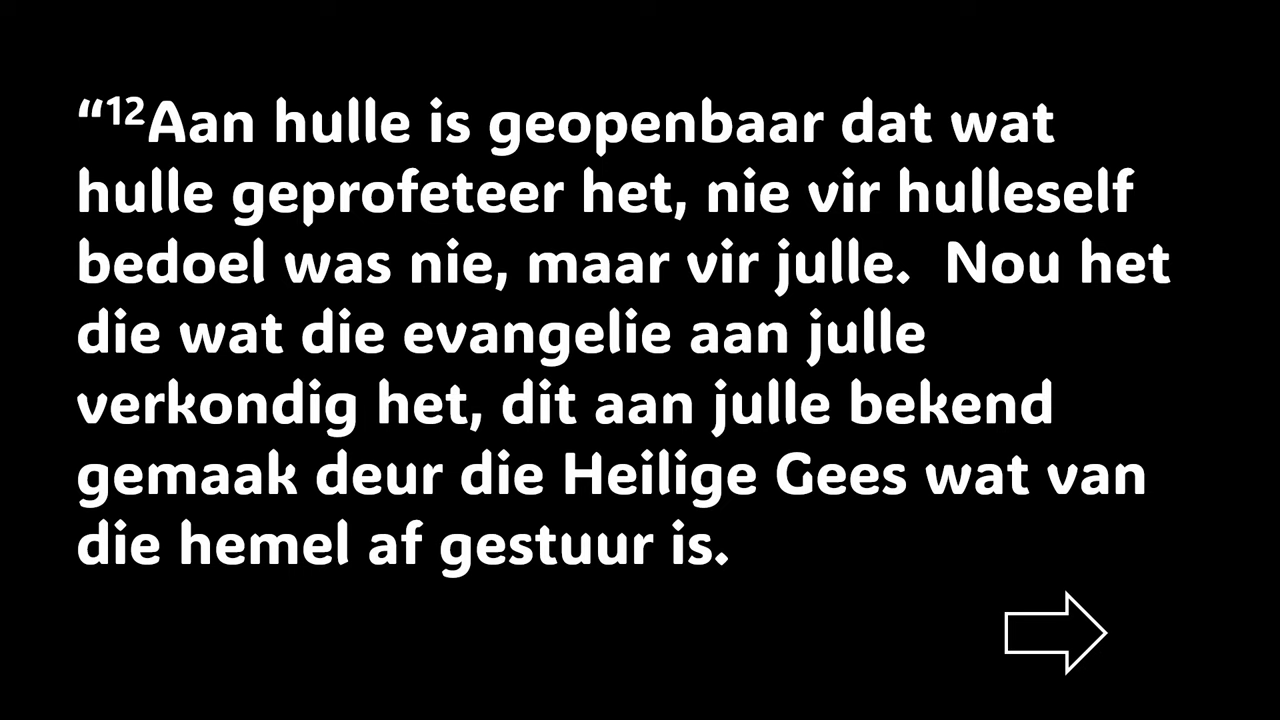 “¹²Aan hulle is geopenbaar dat wat
hulle geprofeteer het, nie vir hulleself
bedoel was nie, maar vir julle.  Nou het
die wat die evangelie aan julle
verkondig het, dit aan julle bekend
gemaak deur die Heilige Gees wat van
die hemel af gestuur is.